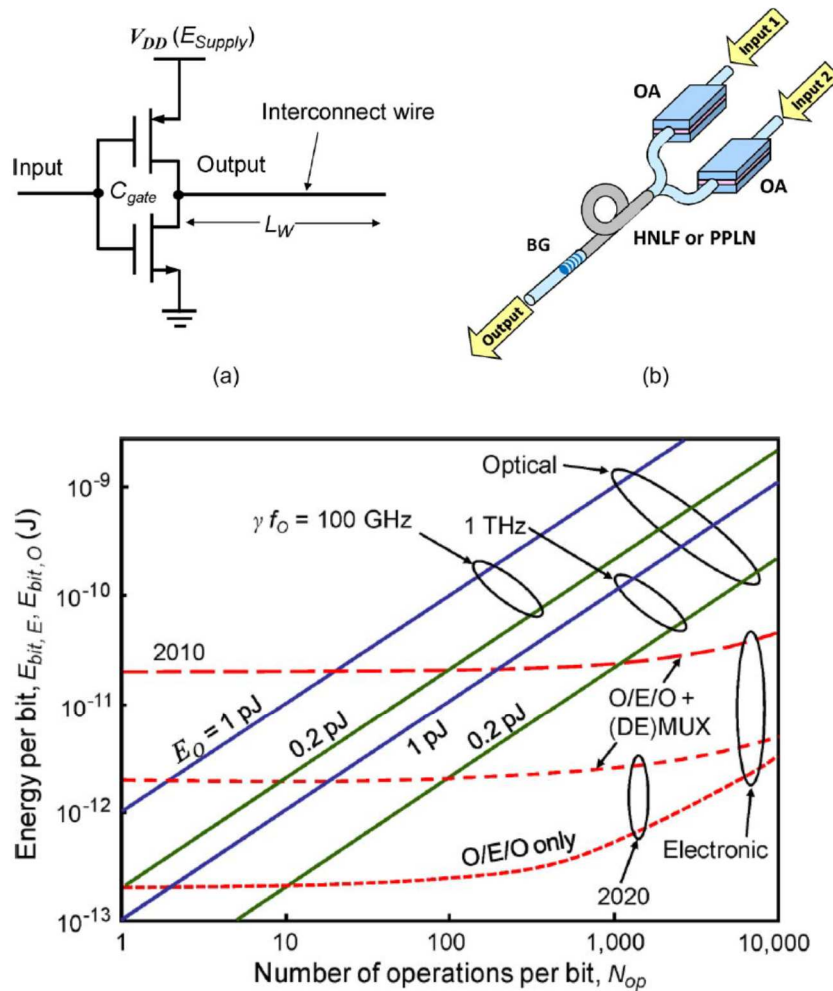 V_DD (E_Supply)
Interconnect wire
Input
Output
C_gate
L_W
(a)
Input 1
Input 2
OA
OA
HNLF or PPLN
BG
Output
(b)
Energy per bit, E_bit,E, E_bit,O (J)
10^-9
10^-10
10^-11
10^-12
10^-13
Optical
γ f_O = 100 GHz
1 THz
2010
E_O = 1 pJ
0.2 pJ
1 pJ
0.2 pJ
O/E/O +
(DE)MUX
O/E/O only
Electronic
2020
1
10
100
1,000
10,000
Number of operations per bit, N_op